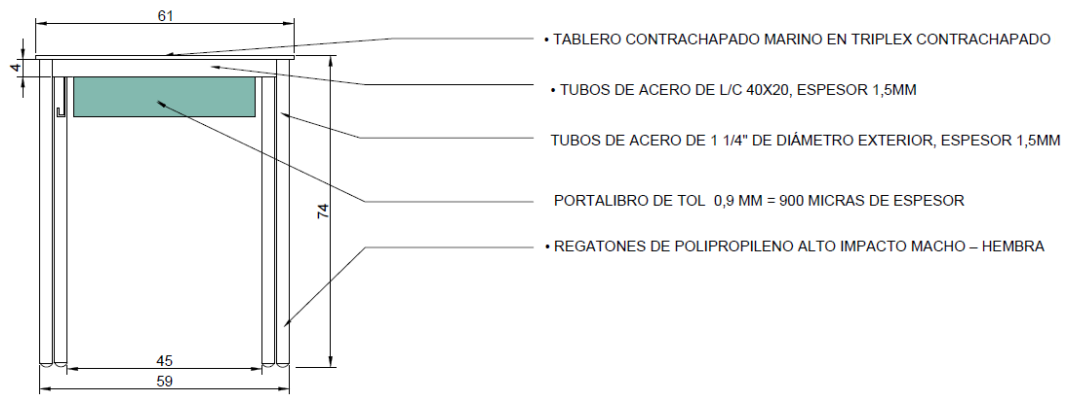 61
• TABLERO CONTRACHAPADO MARINO EN TRIPLEX CONTRACHAPADO
4
• TUBOS DE ACERO DE L/C 40X20, ESPESOR 1,5MM
TUBOS DE ACERO DE 1 1/4" DE DIÁMETRO EXTERIOR, ESPESOR 1,5MM
PORTALIBRO DE TOL 0,9 MM = 900 MICRAS DE ESPESOR
74
• REGATONES DE POLIPROPILENO ALTO IMPACTO MACHO – HEMBRA
45
59